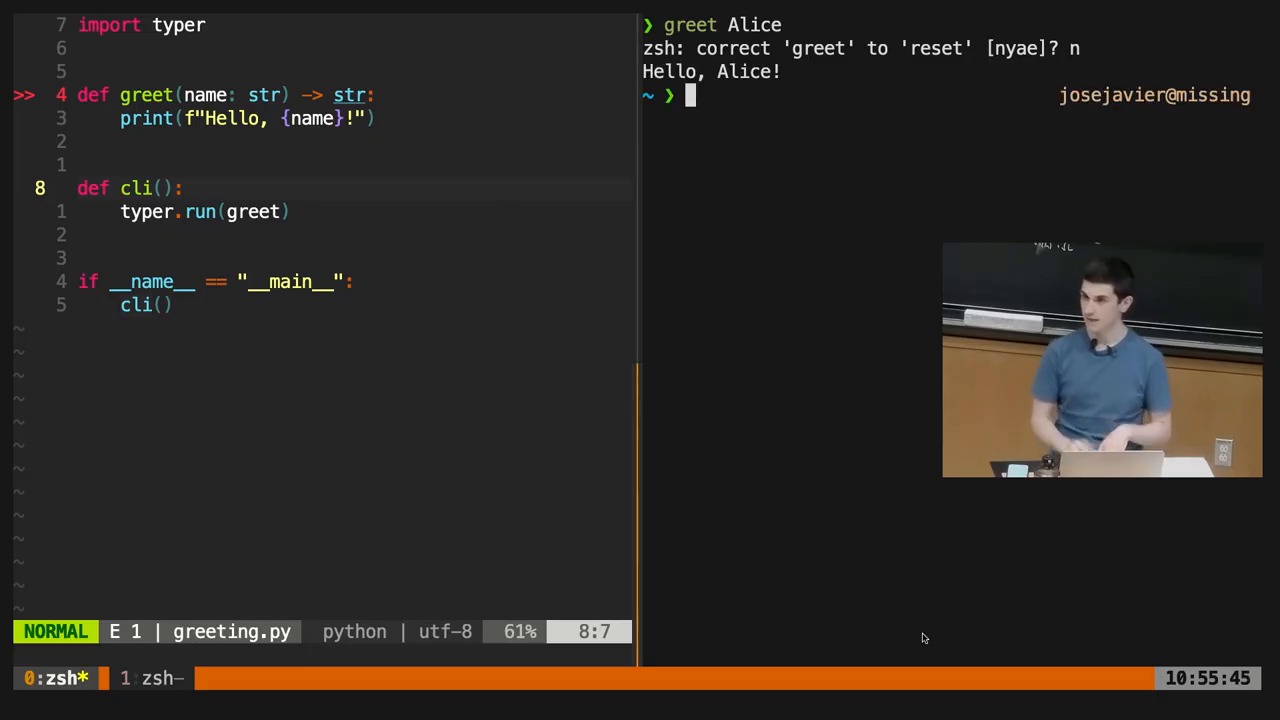 7 import typer
6
5
>> 4 def greet(name: str) -> str:
3     print(f"Hello, {name}!")
2
1
8 def cli():
1     typer.run(greet)
2
3
4 if __name__ == "__main__":
5     cli()
~
~
~
~
~
~
~
~
~
~
~
~
~
NORMAL E 1 | greeting.py python | utf-8 61% 8:7
❯ greet Alice
zsh: correct 'greet' to 'reset' [nyae]? n
Hello, Alice!
~ ❯ josejavier@missing
0:zsh* 1:zsh- 10:55:45